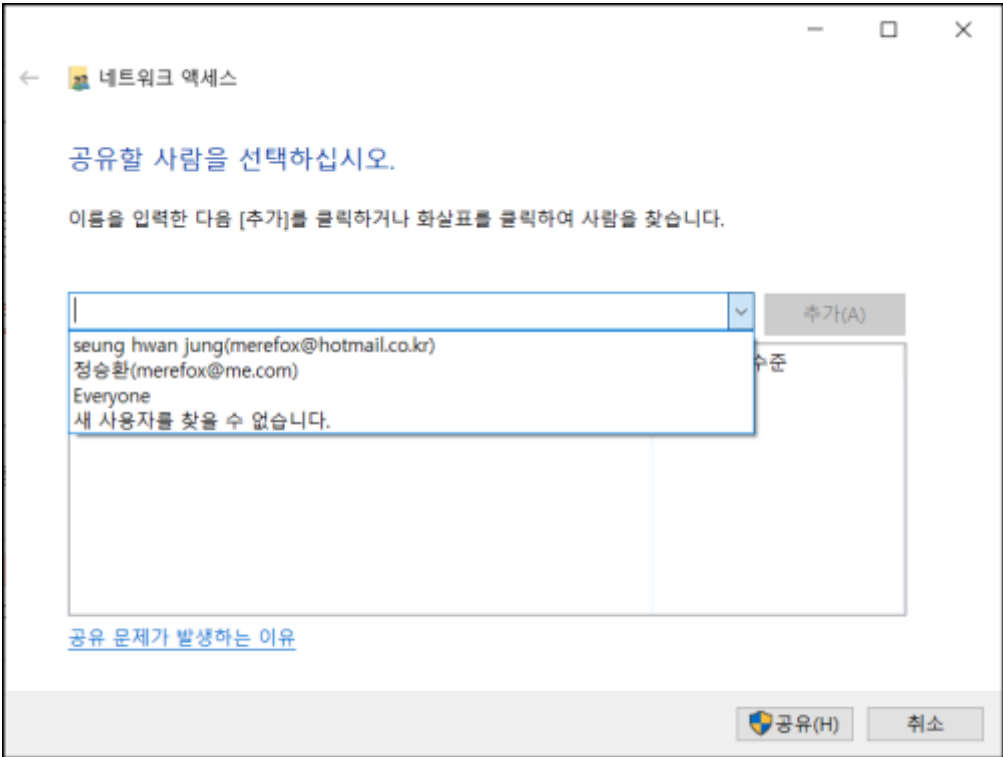 네트워크 액세스
공유할 사람을 선택하십시오.
이름을 입력한 다음 [추가]를 클릭하거나 화살표를 클릭하여 사람을 찾습니다.
추가(A)
seung hwan jung(merefox@hotmail.co.kr)
정승환(merefox@me.com)
수준
Everyone
새 사용자를 찾을 수 없습니다.
공유 문제가 발생하는 이유
공유(H)
취소